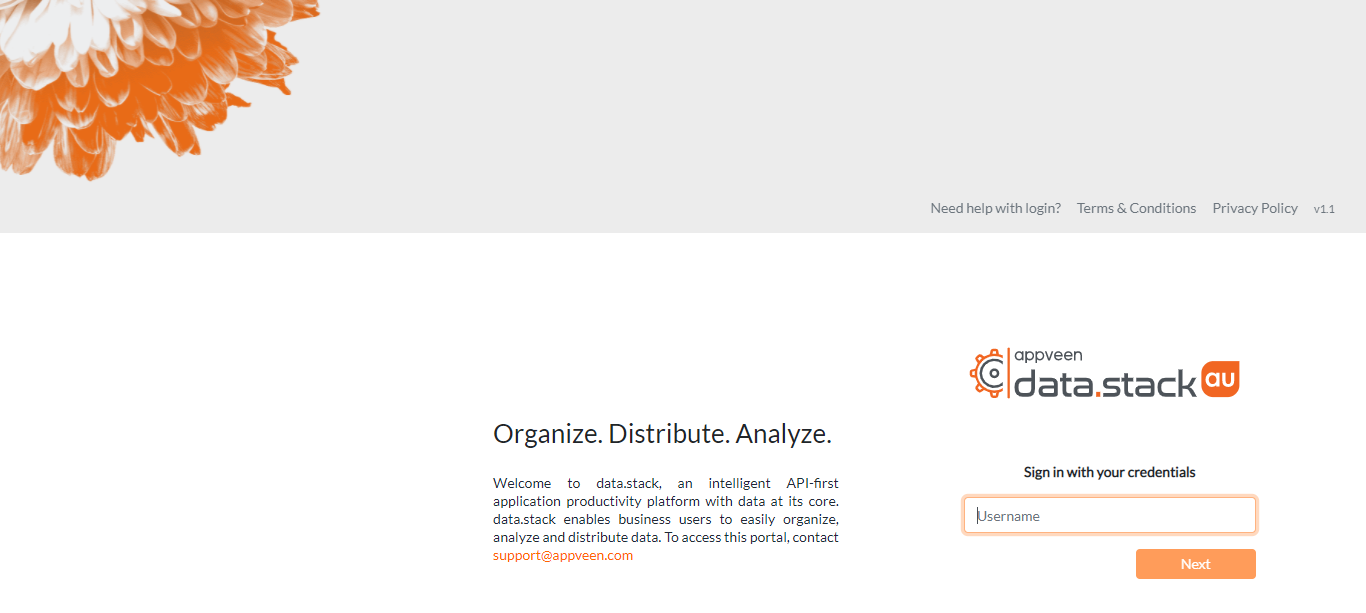 Need help with login? Terms & Conditions Privacy Policy v1.1
appveen
data.stack au
Organize. Distribute. Analyze.
Welcome to data.stack, an intelligent API-first
application productivity platform with data at its core.
data.stack enables business users to easily organize,
analyze and distribute data. To access this portal, contact
support@appveen.com
Sign in with your credentials
Username
Next